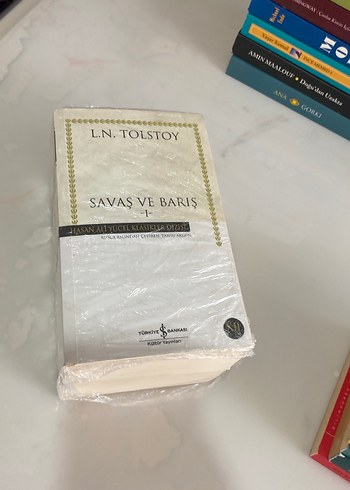 L.N. TOLSTOY
SAVAŞ VE BARIŞ
-I-
HASAN ALİ YÜCEL KLASİKLER DİZİSİ
TÜRKİYE İŞ BANKASI
Kültür Yayınları
Yaşar Kemal
AMIN MAALOUF - Doğu'dan Uzakta
ANA GORKI